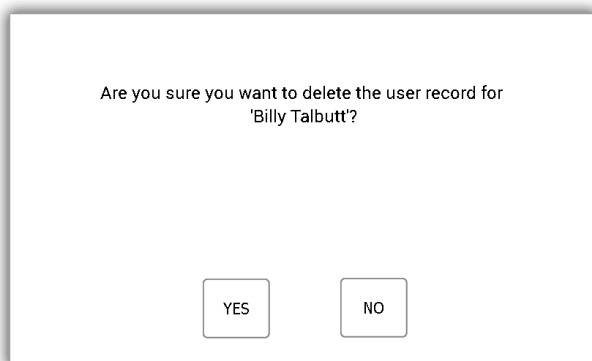 Are you sure you want to delete the user record for
'Billy Talbutt'?
YES NO